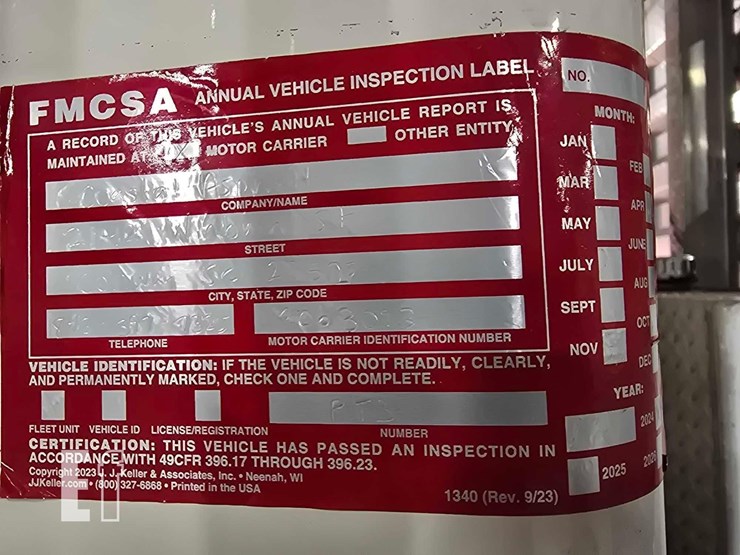 FMCSA ANNUAL VEHICLE INSPECTION LABEL
NO.
A RECORD OF THIS VEHICLE'S ANNUAL VEHICLE REPORT IS
MAINTAINED AT: MOTOR CARRIER OTHER ENTITY
COMPANY/NAME
STREET
CITY, STATE, ZIP CODE
TELEPHONE MOTOR CARRIER IDENTIFICATION NUMBER
VEHICLE IDENTIFICATION: IF THE VEHICLE IS NOT READILY, CLEARLY,
AND PERMANENTLY MARKED, CHECK ONE AND COMPLETE.
FLEET UNIT VEHICLE ID LICENSE/REGISTRATION NUMBER
CERTIFICATION: THIS VEHICLE HAS PASSED AN INSPECTION IN
ACCORDANCE WITH 49CFR 396.17 THROUGH 396.23.
Copyright 2023 J. J. Keller & Associates, Inc. • Neenah, WI
JJKeller.com • (800) 327-6868 • Printed in the USA
1340 (Rev. 9/23)
MONTH:
JAN
FEB
MAR
APR
MAY
JUNE
JULY
AUG
SEPT
OCT
NOV
DEC
YEAR:
2024
2025
2026